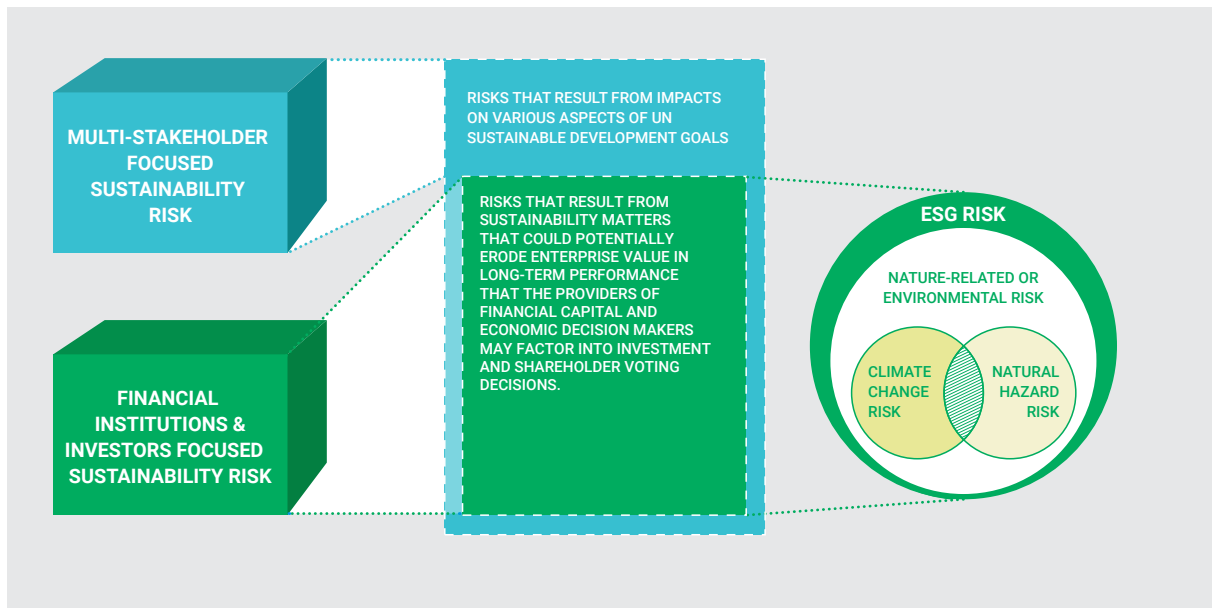 MULTI-STAKEHOLDER
FOCUSED
SUSTAINABILITY
RISK
FINANCIAL
INSTITUTIONS &
INVESTORS FOCUSED
SUSTAINABILITY RISK
RISKS THAT RESULT FROM IMPACTS
ON VARIOUS ASPECTS OF UN
SUSTAINABLE DEVELOPMENT GOALS
RISKS THAT RESULT FROM
SUSTAINABILITY MATTERS
THAT COULD POTENTIALLY
ERODE ENTERPRISE VALUE IN
LONG-TERM PERFORMANCE
THAT THE PROVIDERS OF
FINANCIAL CAPITAL AND
ECONOMIC DECISION MAKERS
MAY FACTOR INTO INVESTMENT
AND SHAREHOLDER VOTING
DECISIONS.
ESG RISK
NATURE-RELATED OR
ENVIRONMENTAL RISK
CLIMATE
CHANGE
RISK
NATURAL
HAZARD
RISK